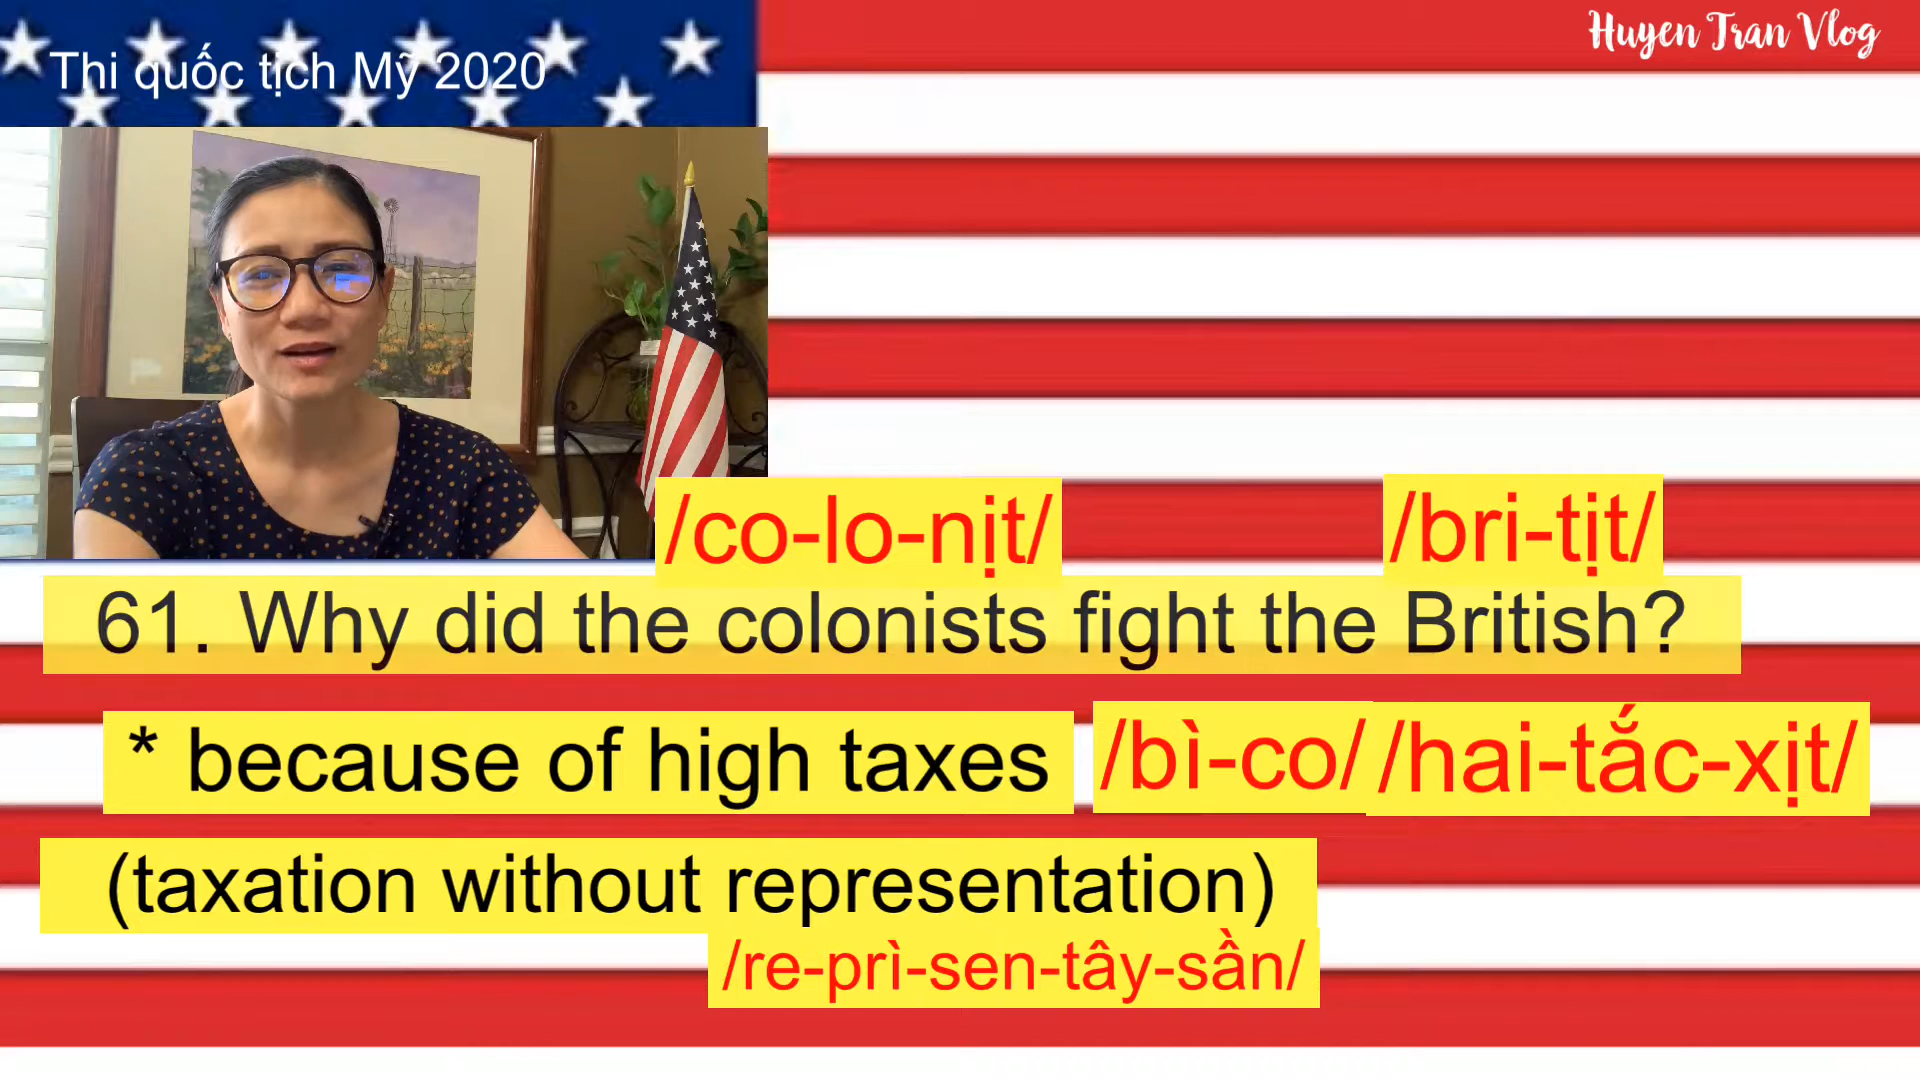 Huyen Tran Vlog
Thi quốc tịch Mỹ 2020
/co-lo-nịt/ /bri-tịt/
61. Why did the colonists fight the British?
* because of high taxes /bì-co/ /hai-tắc-xịt/
(taxation without representation)
/re-prì-sen-tây-sần/